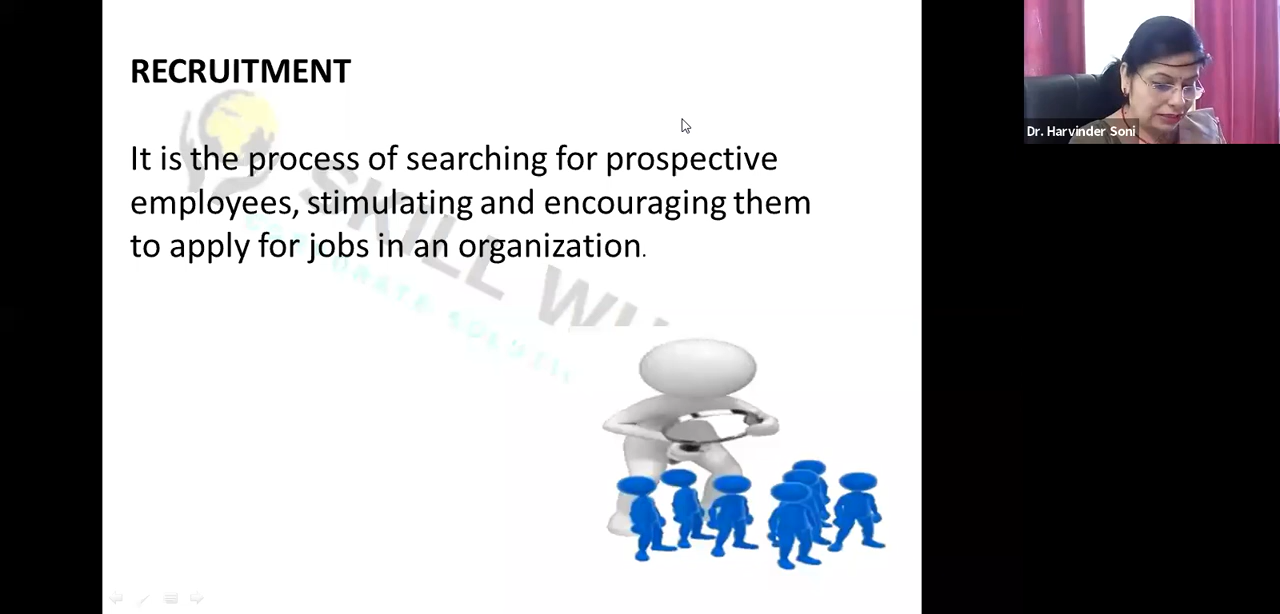 RECRUITMENT
It is the process of searching for prospective
employees, stimulating and encouraging them
to apply for jobs in an organization.
SKILL
Dr. Harvinder Soni